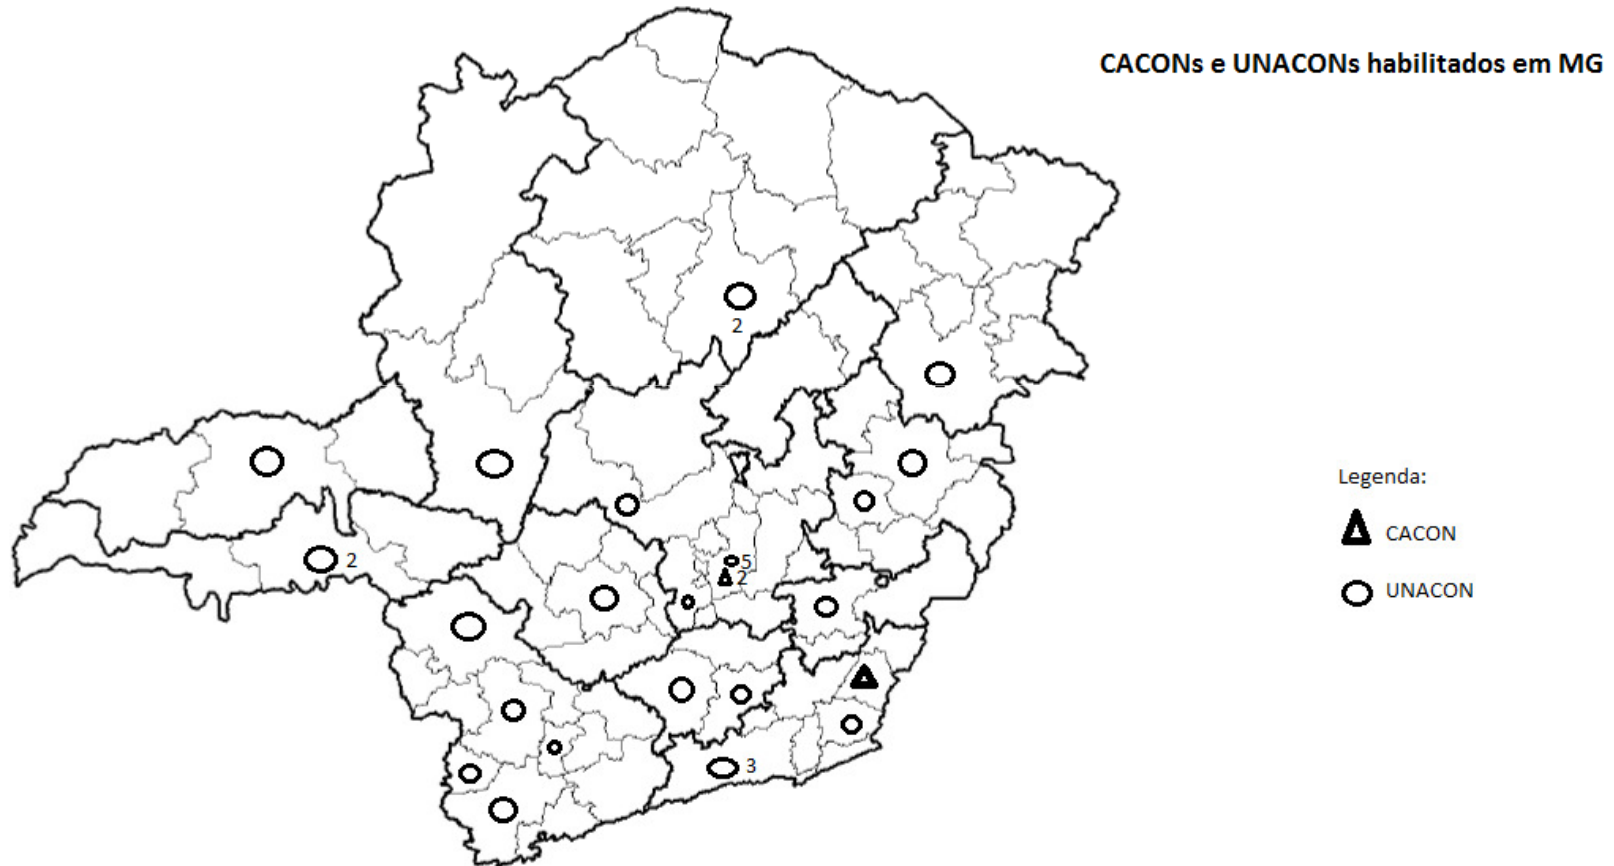 CACONs e UNACONs habilitados em MG
2
Legenda:
CACON
2
5
2
UNACON
3